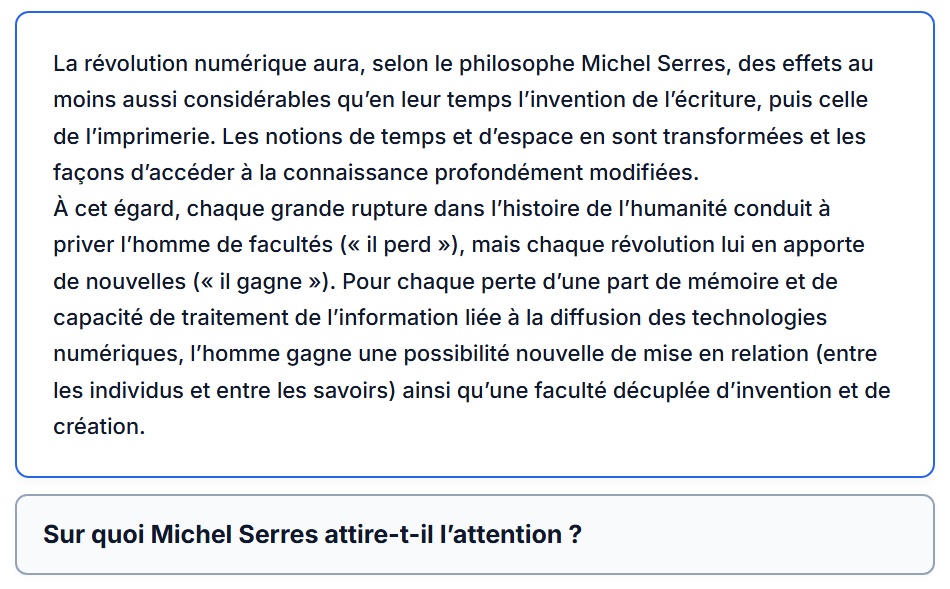 La révolution numérique aura, selon le philosophe Michel Serres, des effets au
moins aussi considérables qu’en leur temps l’invention de l’écriture, puis celle
de l’imprimerie. Les notions de temps et d’espace en sont transformées et les
façons d’accéder à la connaissance profondément modifiées.
À cet égard, chaque grande rupture dans l’histoire de l’humanité conduit à
priver l’homme de facultés (« il perd »), mais chaque révolution lui en apporte
de nouvelles (« il gagne »). Pour chaque perte d’une part de mémoire et de
capacité de traitement de l’information liée à la diffusion des technologies
numériques, l’homme gagne une possibilité nouvelle de mise en relation (entre
les individus et entre les savoirs) ainsi qu’une faculté décuplée d’invention et de
création.
Sur quoi Michel Serres attire-t-il l’attention ?